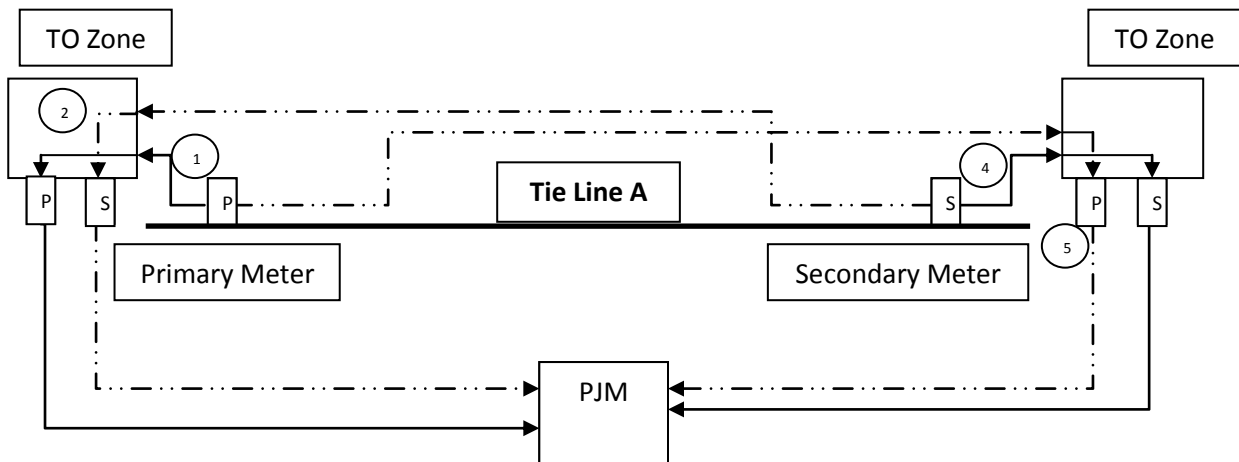 TO Zone
TO Zone
2
1
4
P
S
P
Tie Line A
S
P
S
5
Primary Meter
Secondary Meter
PJM